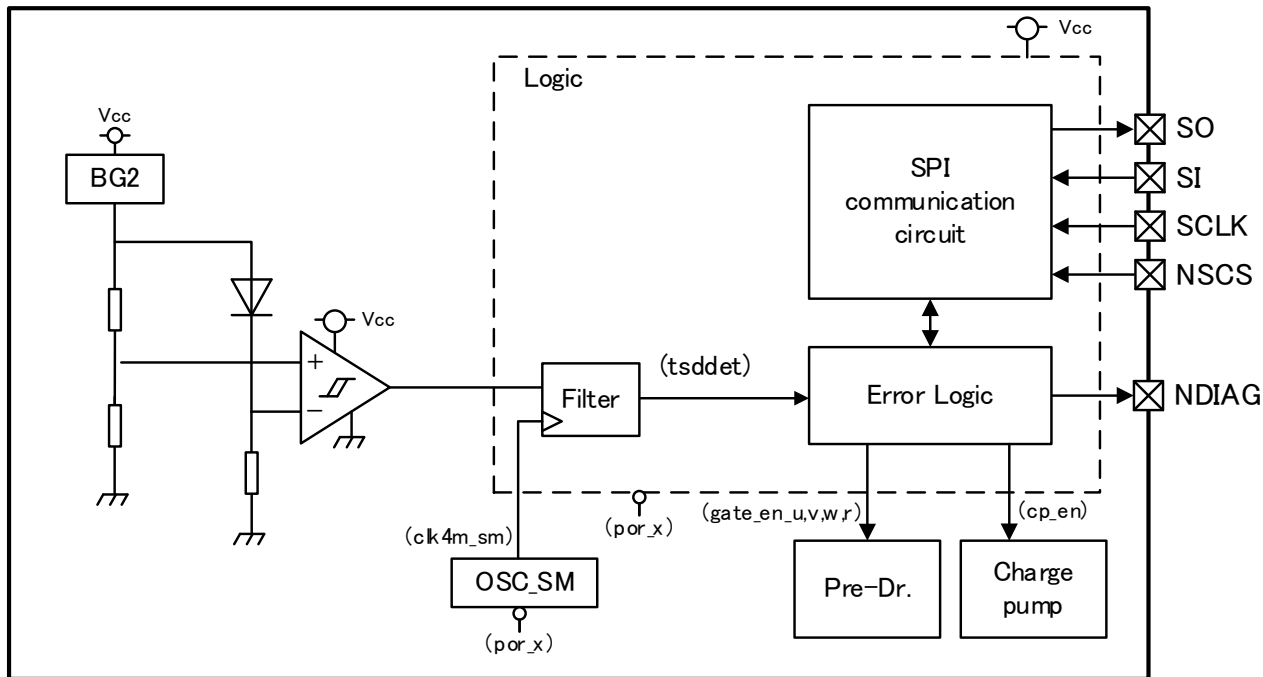 Vcc
Logic
Vcc
BG2
SPI
communication
circuit
SO
SI
SCLK
NSCS
Vcc
+
−
Filter
(tsddet)
Error Logic
NDIAG
(clk4m_sm)
(por_x)
(gate_en_u,v,w,r)
(cp_en)
OSC_SM
(por_x)
Pre-Dr.
Charge
pump